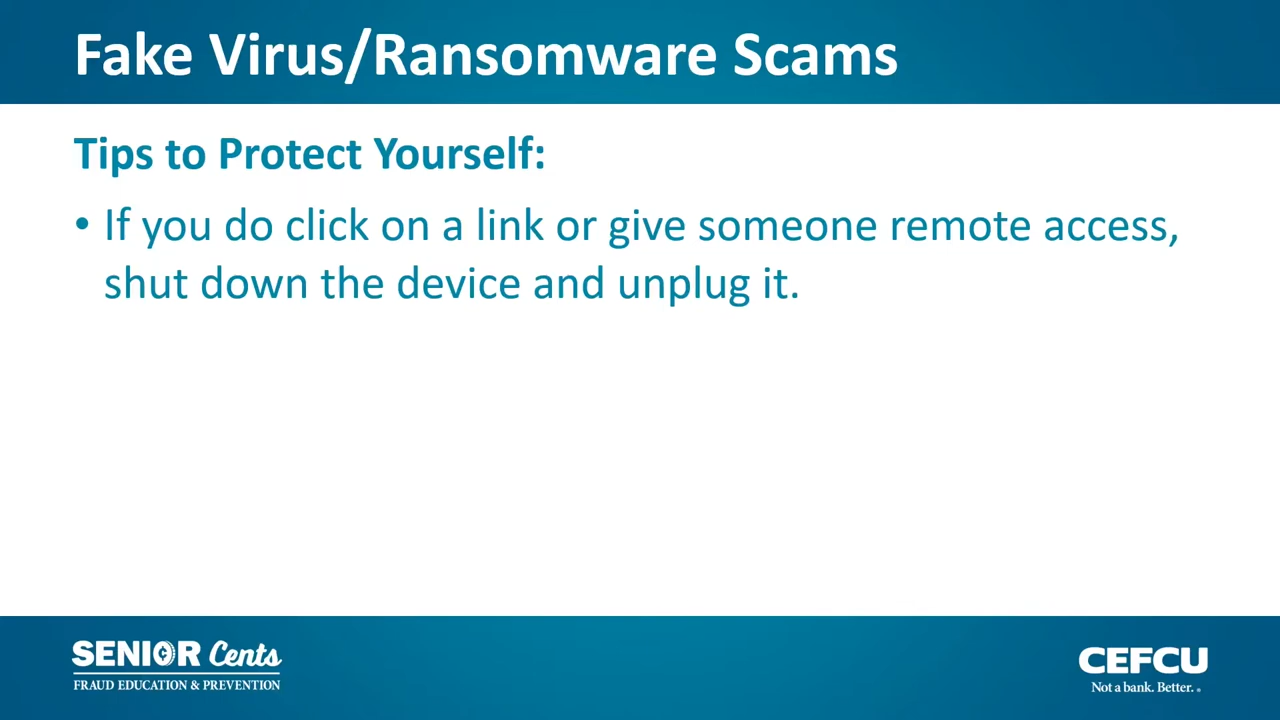 Fake Virus/Ransomware Scams
Tips to Protect Yourself:
• If you do click on a link or give someone remote access,
shut down the device and unplug it.
SENIOR Cents
FRAUD EDUCATION & PREVENTION
CEFCU
Not a bank. Better.®